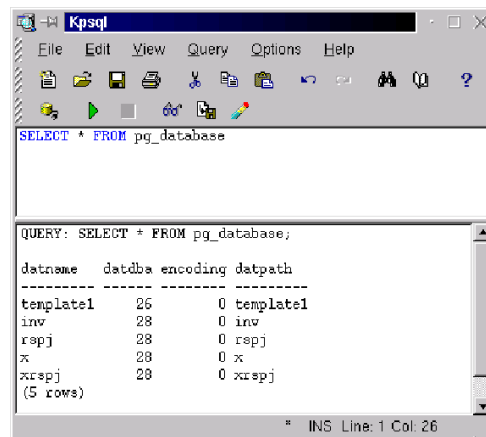 Kpsql
File Edit View Query Options Help
?
SELECT * FROM pg_database
QUERY: SELECT * FROM pg_database;
datname datdba encoding datpath
--------- ------ -------- ---------
template1 26 0 template1
inv 28 0 inv
rspj 28 0 rspj
x 28 0 x
xrspj 28 0 xrspj
(5 rows)
* INS Line: 1 Col: 26